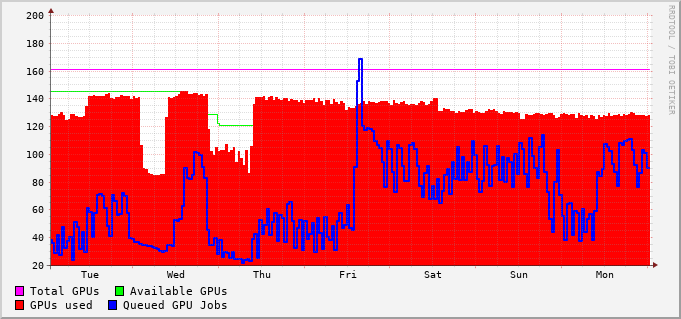 200
180
160
140
120
100
80
60
40
20
Tue Wed Thu Fri Sat Sun Mon
Total GPUs Available GPUs
GPUs used Queued GPU Jobs
RRDTOOL / TOBI OETIKER